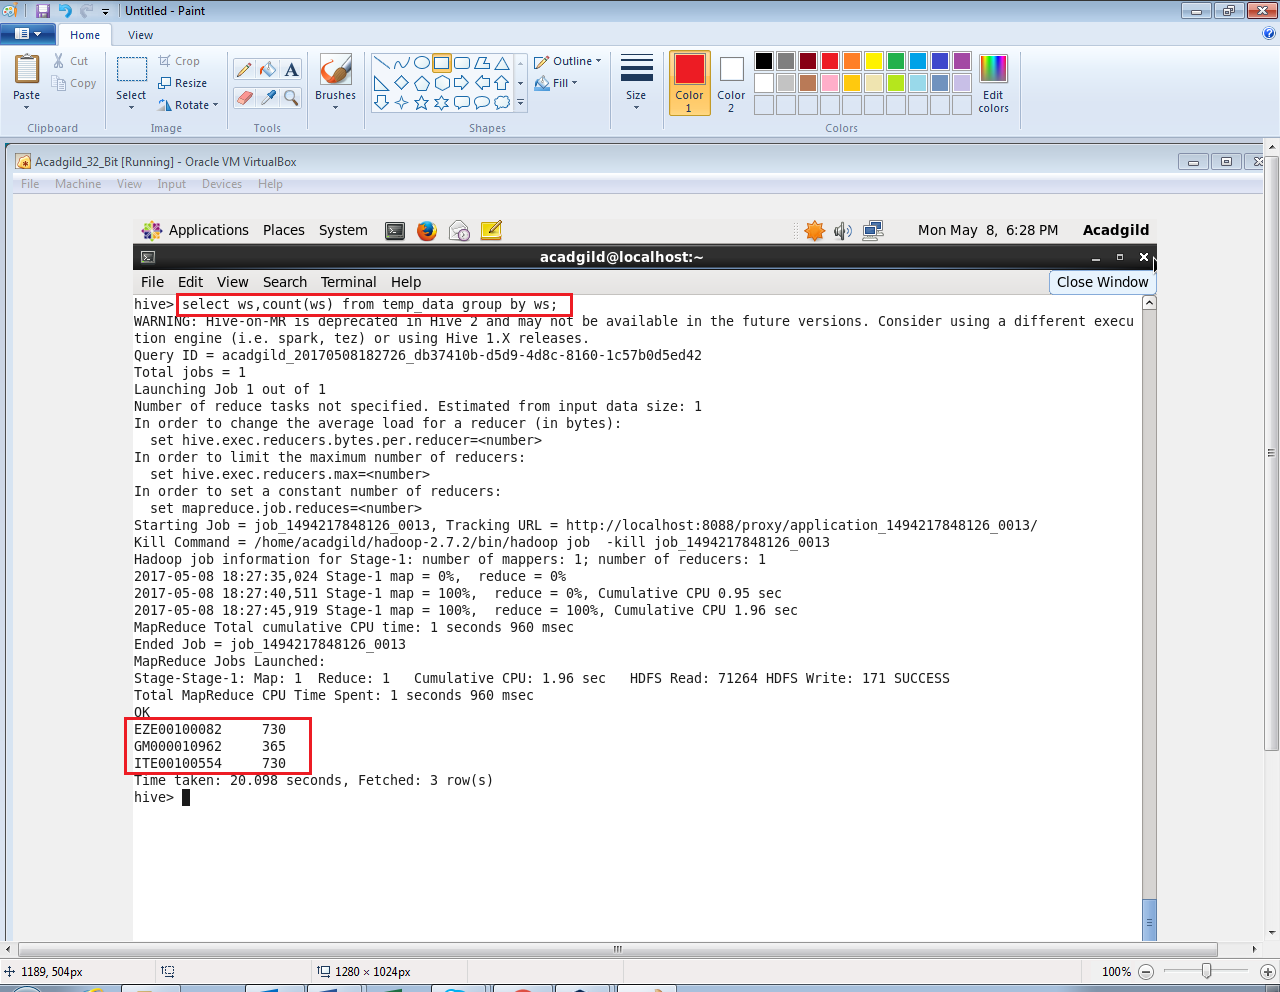 Untitled - Paint
Home
View
Paste
Cut
Copy
Clipboard
Select
Crop
Resize
Rotate
Image
Tools
Brushes
Outline
Fill
Shapes
Size
Color 1
Color 2
Edit colors
Colors
Acadgild_32_Bit [Running] - Oracle VM VirtualBox
File Machine View Input Devices Help
Applications Places System
Mon May 8, 6:28 PM
Acadgild
acadgild@localhost:~
File Edit View Search Terminal Help
Close Window
hive> select ws,count(ws) from temp_data group by ws;
WARNING: Hive-on-MR is deprecated in Hive 2 and may not be available in the future versions. Consider using a different execu
tion engine (i.e. spark, tez) or using Hive 1.X releases.
Query ID = acadgild_20170508182726_db37410b-d5d9-4d8c-8160-1c57b0d5ed42
Total jobs = 1
Launching Job 1 out of 1
Number of reduce tasks not specified. Estimated from input data size: 1
In order to change the average load for a reducer (in bytes):
  set hive.exec.reducers.bytes.per.reducer=<number>
In order to limit the maximum number of reducers:
  set hive.exec.reducers.max=<number>
In order to set a constant number of reducers:
  set mapreduce.job.reduces=<number>
Starting Job = job_1494217848126_0013, Tracking URL = http://localhost:8088/proxy/application_1494217848126_0013/
Kill Command = /home/acadgild/hadoop-2.7.2/bin/hadoop job  -kill job_1494217848126_0013
Hadoop job information for Stage-1: number of mappers: 1; number of reducers: 1
2017-05-08 18:27:35,024 Stage-1 map = 0%,  reduce = 0%
2017-05-08 18:27:40,511 Stage-1 map = 100%,  reduce = 0%, Cumulative CPU 0.95 sec
2017-05-08 18:27:45,919 Stage-1 map = 100%,  reduce = 100%, Cumulative CPU 1.96 sec
MapReduce Total cumulative CPU time: 1 seconds 960 msec
Ended Job = job_1494217848126_0013
MapReduce Jobs Launched:
Stage-Stage-1: Map: 1  Reduce: 1   Cumulative CPU: 1.96 sec   HDFS Read: 71264 HDFS Write: 171 SUCCESS
Total MapReduce CPU Time Spent: 1 seconds 960 msec
OK
EZE00100082     730
GM000010962     365
ITE00100554     730
Time taken: 20.098 seconds, Fetched: 3 row(s)
hive>
1189, 504px
1280 × 1024px
100%